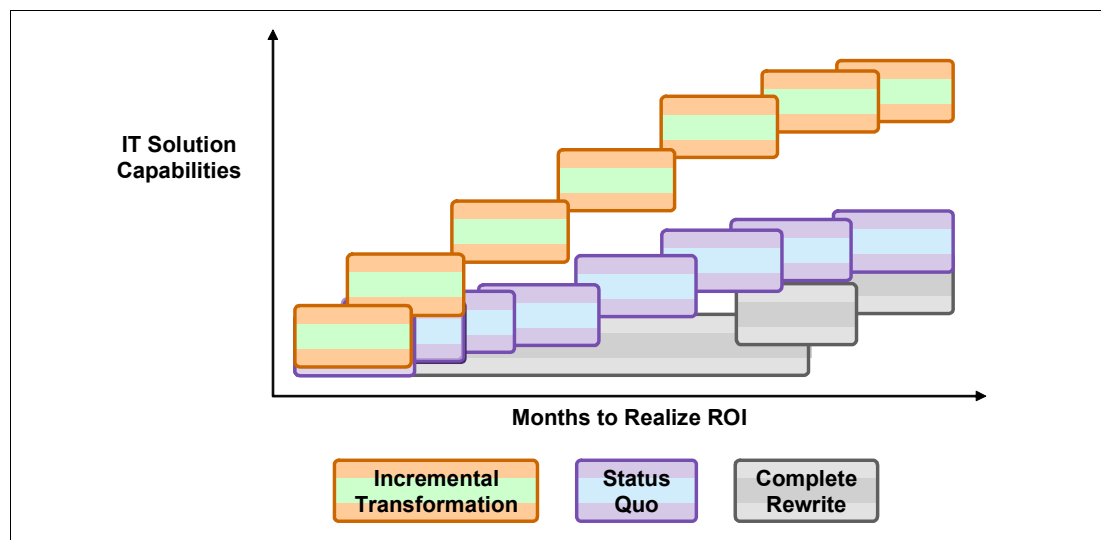 IT Solution
Capabilities
Months to Realize ROI
Incremental
Transformation
Status
Quo
Complete
Rewrite